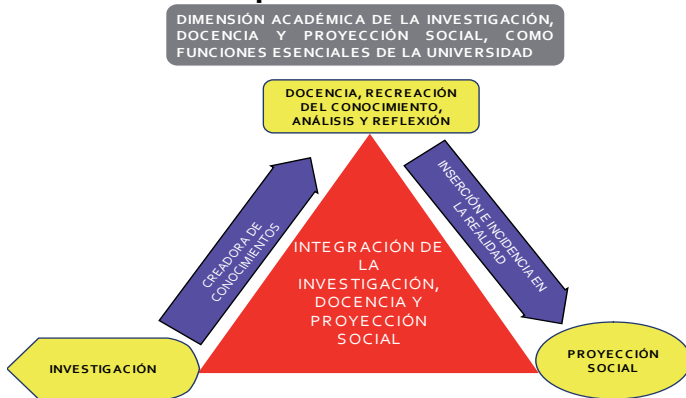 DIMENSIÓN ACADÉMICA DE LA INVESTIGACIÓN,
DOCENCIA Y PROYECCIÓN SOCIAL, COMO
FUNCIONES ESENCIALES DE LA UNIVERSIDAD
DOCENCIA, RECREACIÓN
DEL CONOCIMIENTO,
ANÁLISIS Y REFLEXIÓN
CREADORA DE
CONOCIMIENTOS
INSERCIÓN E INCIDENCIA EN
LA REALIDAD
INTEGRACIÓN DE
LA
INVESTIGACIÓN,
DOCENCIA Y
PROYECCIÓN
SOCIAL
INVESTIGACIÓN
PROYECCIÓN
SOCIAL